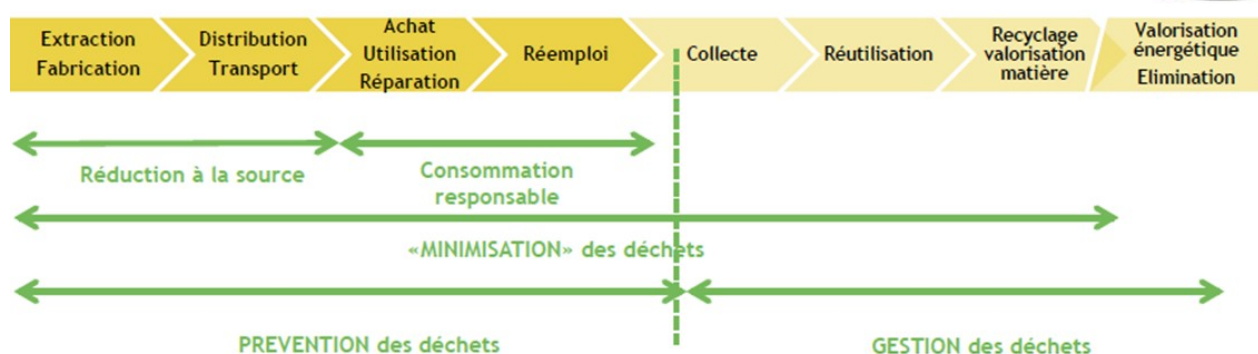 Extraction
Fabrication
Distribution
Transport
Achat
Utilisation
Réparation
Réemploi
Collecte
Réutilisation
Recyclage
valorisation
matière
Valorisation
énergétique
Elimination
Réduction à la source
Consommation
responsable
«MINIMISATION» des déchets
PREVENTION des déchets
GESTION des déchets